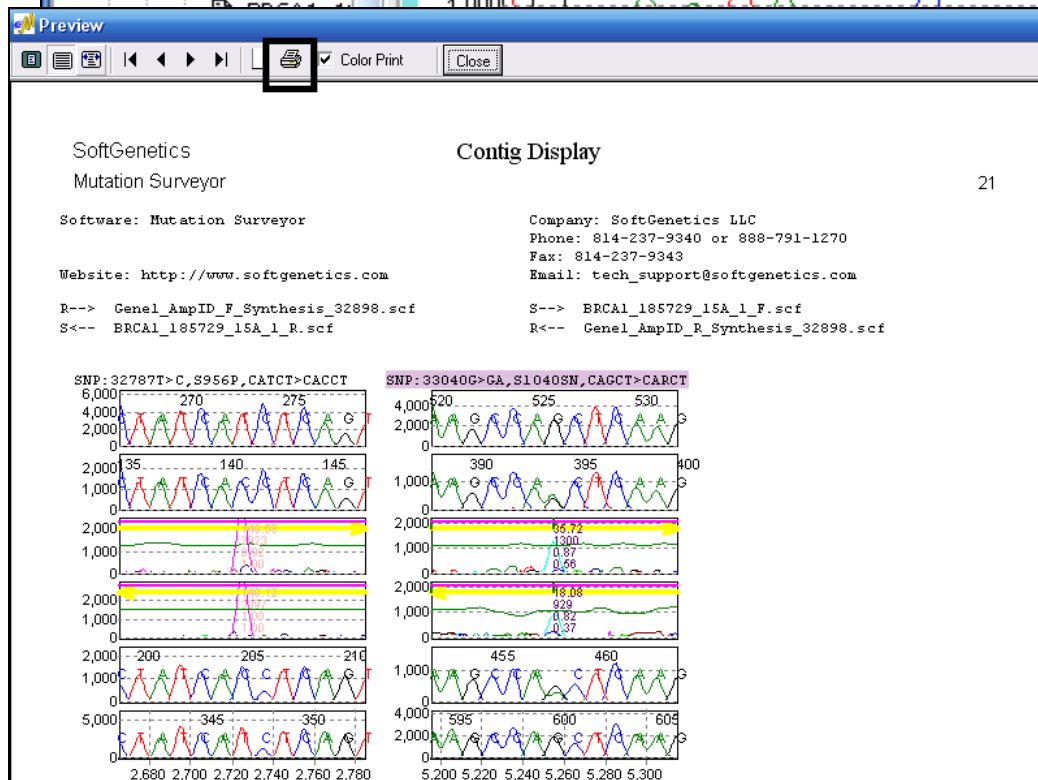 Preview
Color Print
Close
SoftGenetics
Contig Display
Mutation Surveyor
21
Software: Mutation Surveyor
Company: SoftGenetics LLC
Phone: 814-237-9340 or 888-791-1270
Fax: 814-237-9343
Website: http://www.softgenetics.com
Email: tech_support@softgenetics.com
R--> Gene1_AmpID_F_Synthesis_32898.scf
S--> BRCA1_185729_15A_1_F.scf
S<-- BRCA1_185729_15A_1_R.scf
R<-- Gene1_AmpID_R_Synthesis_32898.scf
SNP:32787T>C,S956P,CATCT>CACCT
SNP:33040G>GA,S1040SN,CAGCT>CARCT
6,000
4,000
2,000
0
270 275
4,000
2,000
0
520 525 530
2,000
1,000
0
135 140 145
1,000
0
390 395 400
2,000
1,000
0
2,000
1,000
0
35.72
1300
0.87
0.56
2,000
1,000
0
2,000
1,000
0
18.08
929
0.82
0.37
2,000
1,000
0
200 205 210
1,000
0
455 460
5,000
0
345 350
4,000
2,000
0
595 600 605
2,680 2,700 2,720 2,740 2,760 2,780
5,200 5,220 5,240 5,260 5,280 5,300